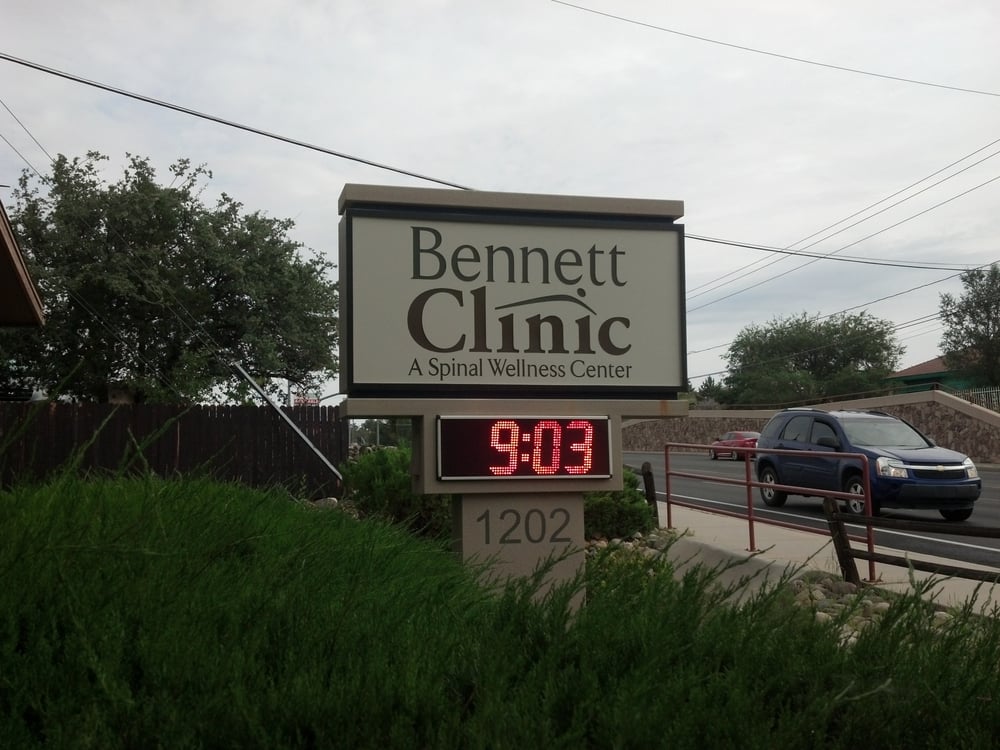 Bennett
Clinic
A Spinal Wellness Center
9:03
1202